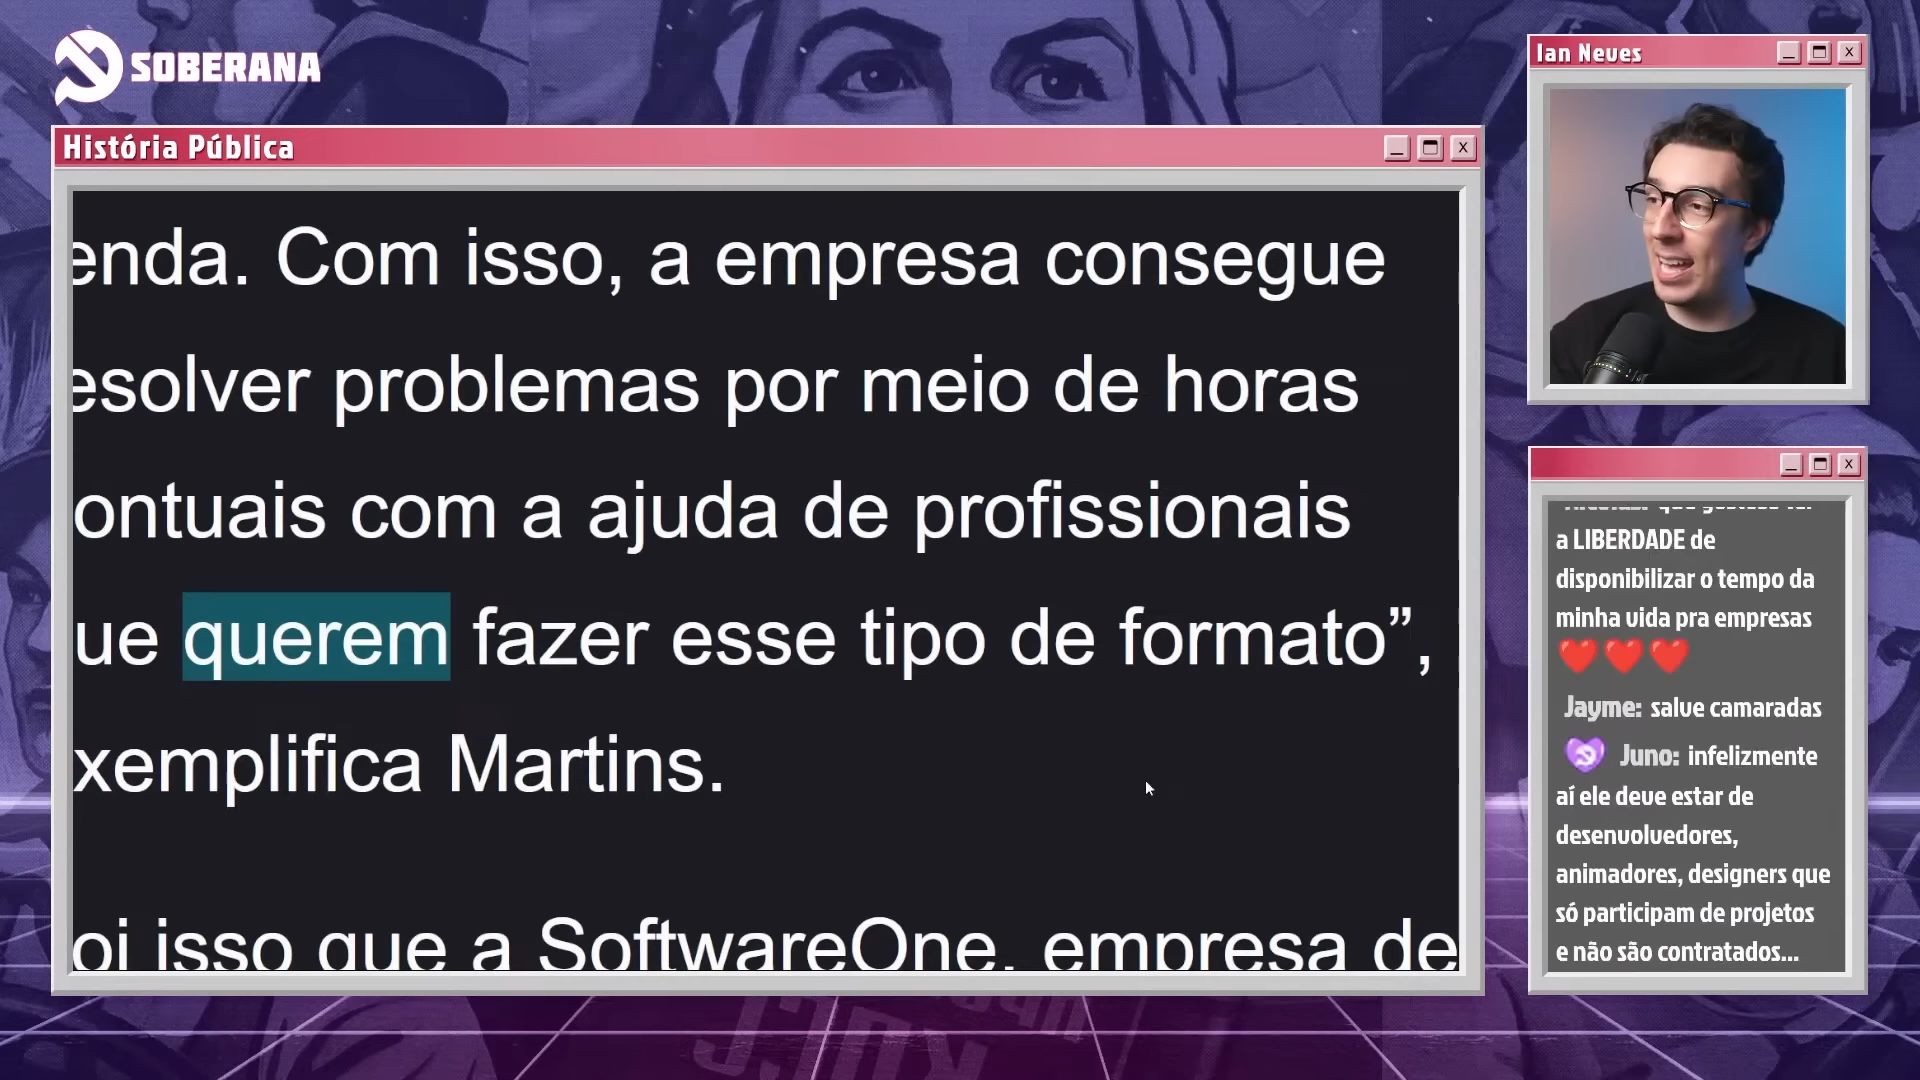 SOBERANA
História Pública
enda. Com isso, a empresa consegue
esolver problemas por meio de horas
ontuais com a ajuda de profissionais
ue querem fazer esse tipo de formato”,
xemplifica Martins.
oi isso que a SoftwareOne, empresa de
Ian Neves
a LIBERDADE de
disponibilizar o tempo da
minha vida pra empresas
Jayme: salve camaradas
Juno: infelizmente
aí ele deve estar de
desenvolvedores,
animadores, designers que
só participam de projetos
e não são contratados...